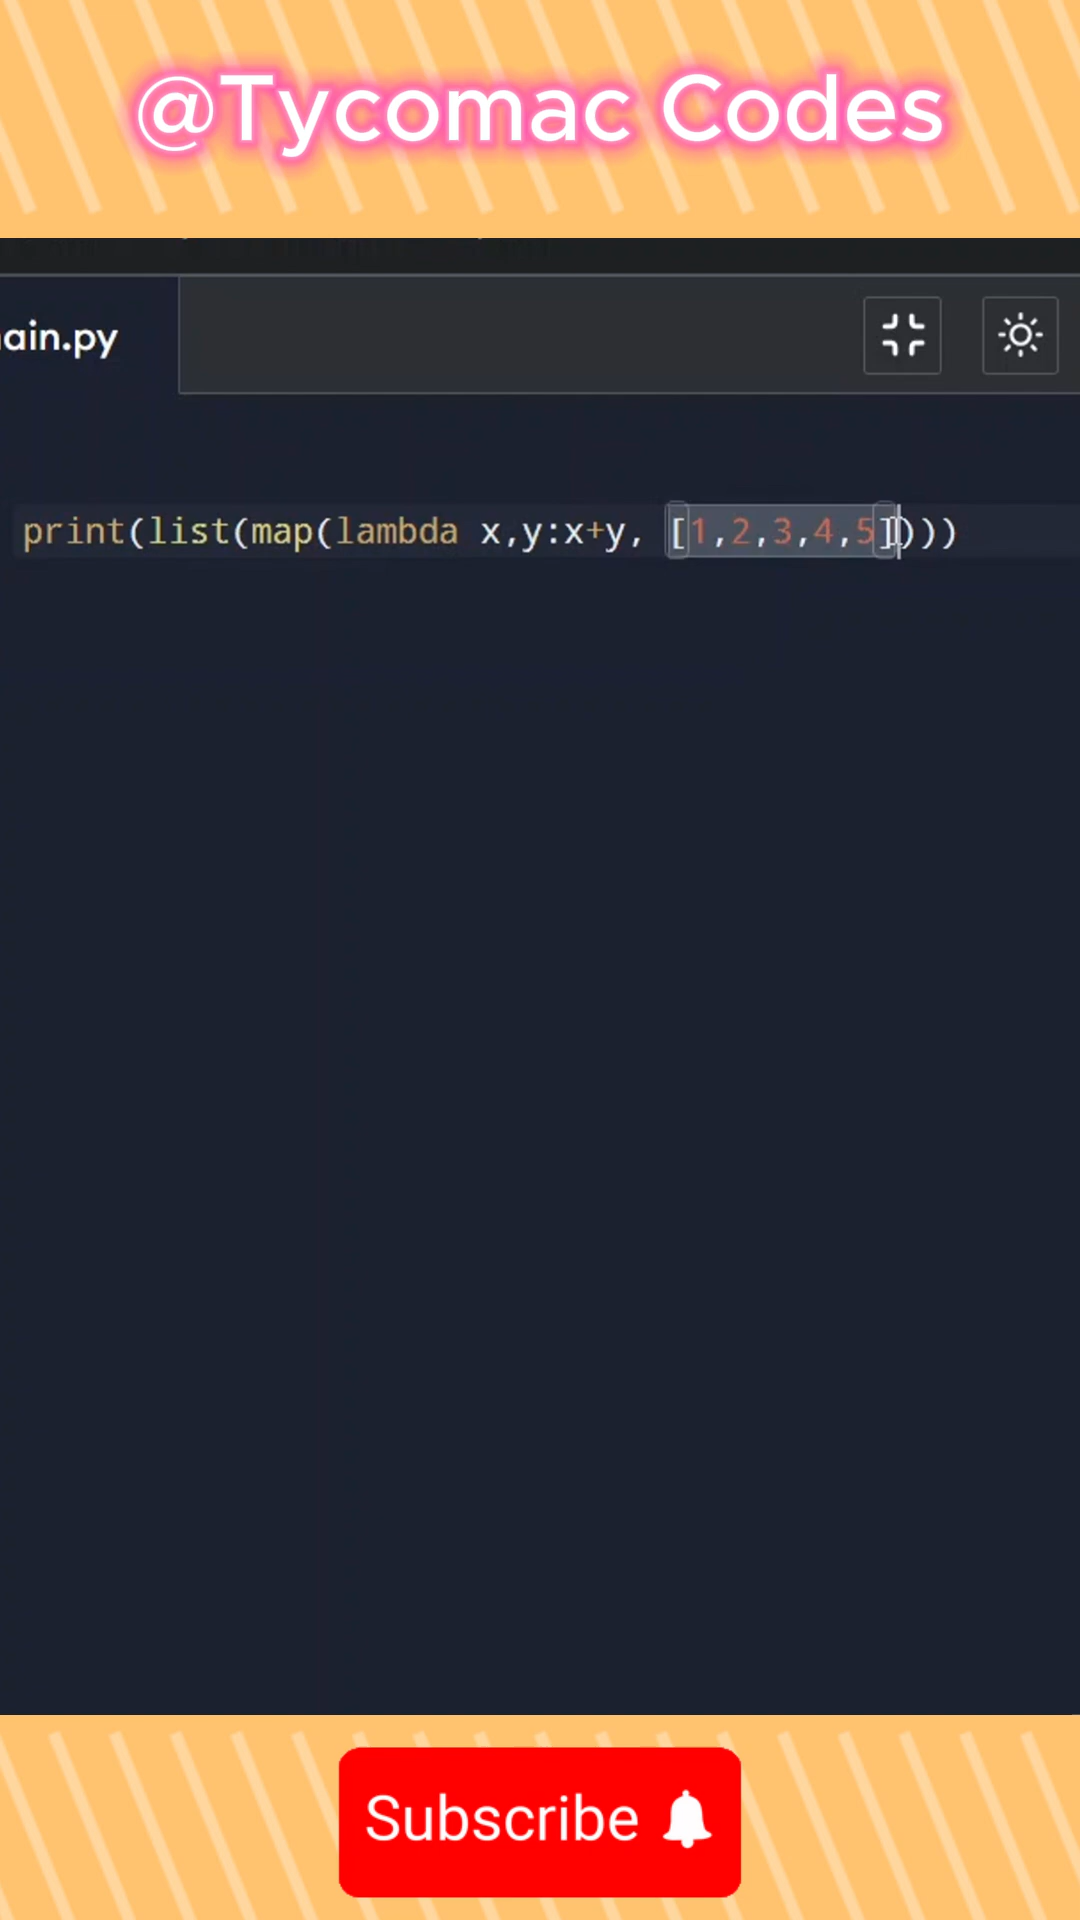 @Tycomac Codes
ain.py
print(list(map(lambda x,y:x+y, [1,2,3,4,5])))
Subscribe